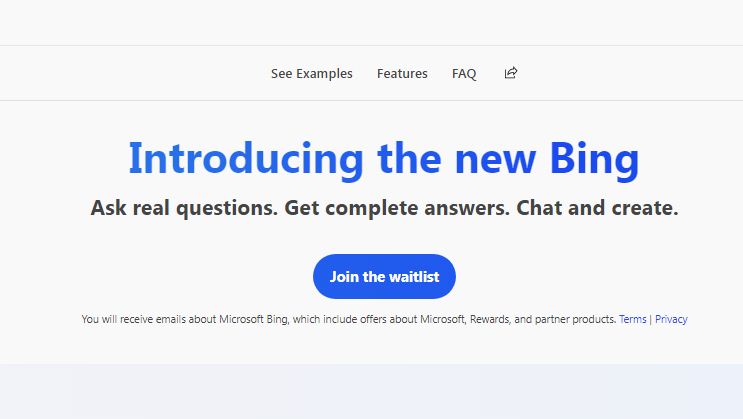 See Examples Features FAQ
Introducing the new Bing
Ask real questions. Get complete answers. Chat and create.
Join the waitlist
You will receive emails about Microsoft Bing, which include offers about Microsoft, Rewards, and partner products. Terms | Privacy